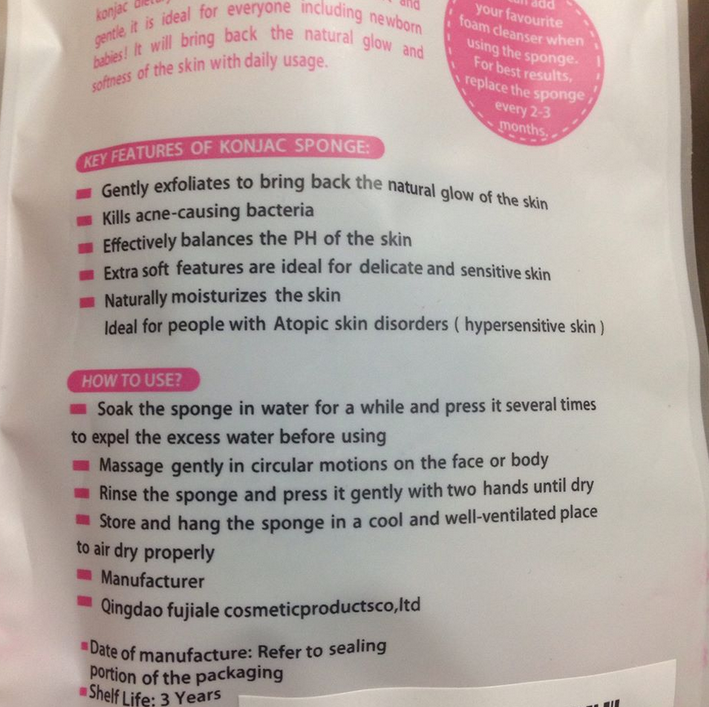 konjac and
gentle, it is ideal for everyone including newborn
babies! It will bring back the natural glow and
softness of the skin with daily usage.
add
your favourite
foam cleanser when
using the sponge.
For best results,
replace the sponge
every 2-3
months.
KEY FEATURES OF KONJAC SPONGE:
Gently exfoliates to bring back the natural glow of the skin
Kills acne-causing bacteria
Effectively balances the PH of the skin
Extra soft features are ideal for delicate and sensitive skin
Naturally moisturizes the skin
Ideal for people with Atopic skin disorders ( hypersensitive skin )
HOW TO USE?
Soak the sponge in water for a while and press it several times
to expel the excess water before using
Massage gently in circular motions on the face or body
Rinse the sponge and press it gently with two hands until dry
Store and hang the sponge in a cool and well-ventilated place
to air dry properly
Manufacturer
Qingdao fujiale cosmeticproductsco,ltd
Date of manufacture: Refer to sealing
portion of the packaging
Shelf Life: 3 Years